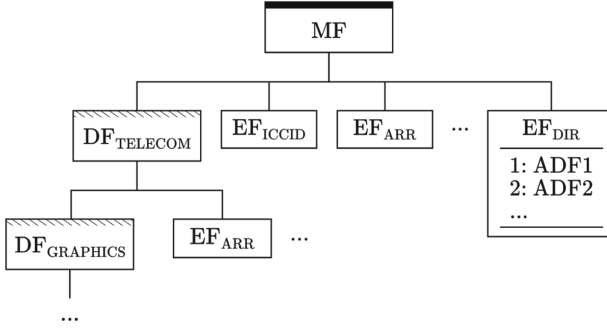 MF
DF_TELECOM
EF_ICCID
EF_ARR
...
EF_DIR
1: ADF1
2: ADF2
...
DF_GRAPHICS
EF_ARR
...
...